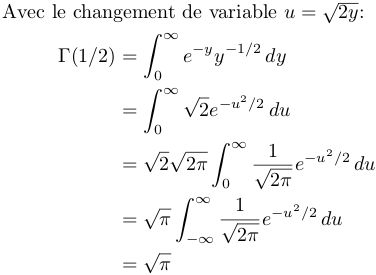 Avec le changement de variable $u = \sqrt{2y}$:
$\Gamma(1/2) = \int_0^\infty e^{-y} y^{-1/2} \, dy$
$= \int_0^\infty \sqrt{2} e^{-u^2/2} \, du$
$= \sqrt{2}\sqrt{2\pi} \int_0^\infty \frac{1}{\sqrt{2\pi}} e^{-u^2/2} \, du$
$= \sqrt{\pi} \int_{-\infty}^\infty \frac{1}{\sqrt{2\pi}} e^{-u^2/2} \, du$
$= \sqrt{\pi}$